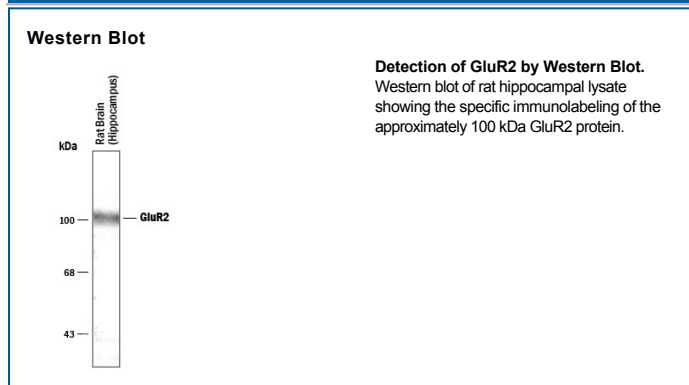 Western Blot
Detection of GluR2 by Western Blot.
Western blot of rat hippocampal lysate
showing the specific immunolabeling of the
approximately 100 kDa GluR2 protein.
Rat Brain
(Hippocampus)
kDa
100 —
— GluR2
68 —
43 —